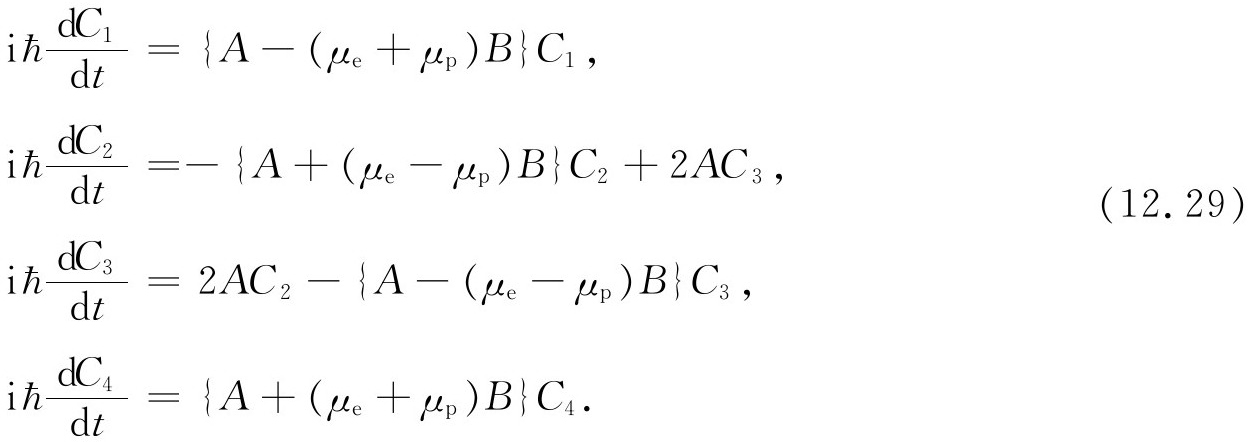 iħ dC₁/dt = {A − (μₑ + μₚ)B}C₁,
iħ dC₂/dt = − {A + (μₑ − μₚ)B}C₂ + 2AC₃,
(12.29)
iħ dC₃/dt = 2AC₂ − {A − (μₑ − μₚ)B}C₃,
iħ dC₄/dt = {A + (μₑ + μₚ)B}C₄.